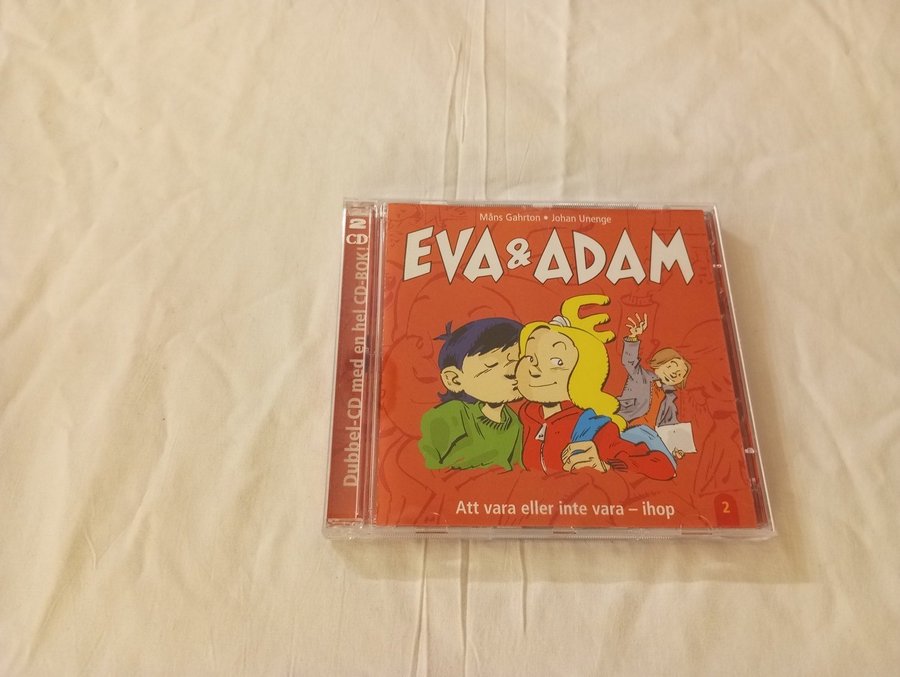 Måns Gahrton • Johan Unenge
EVA & ADAM
Att vara eller inte vara – ihop
2
2
CD
Dubbel-CD med en hel CD-BOK!